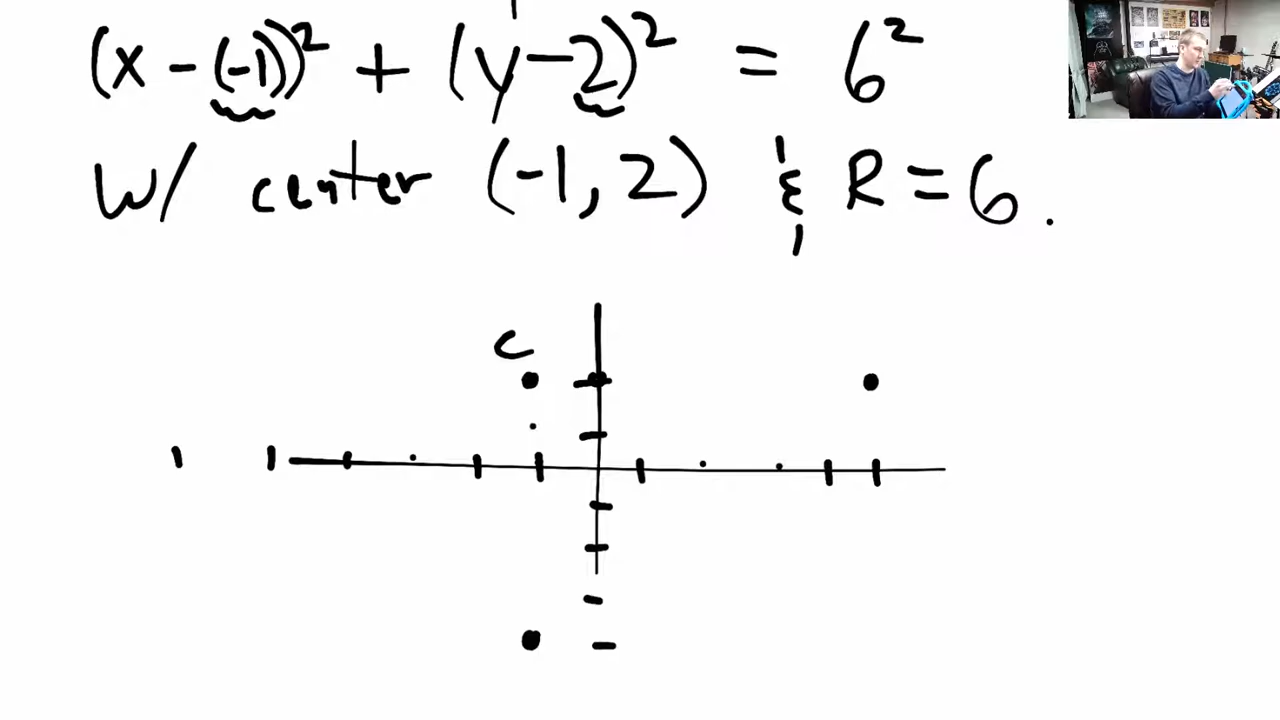 (x - (-1))² + (y - 2)² = 6²
w/ center (-1, 2) & R = 6.
C